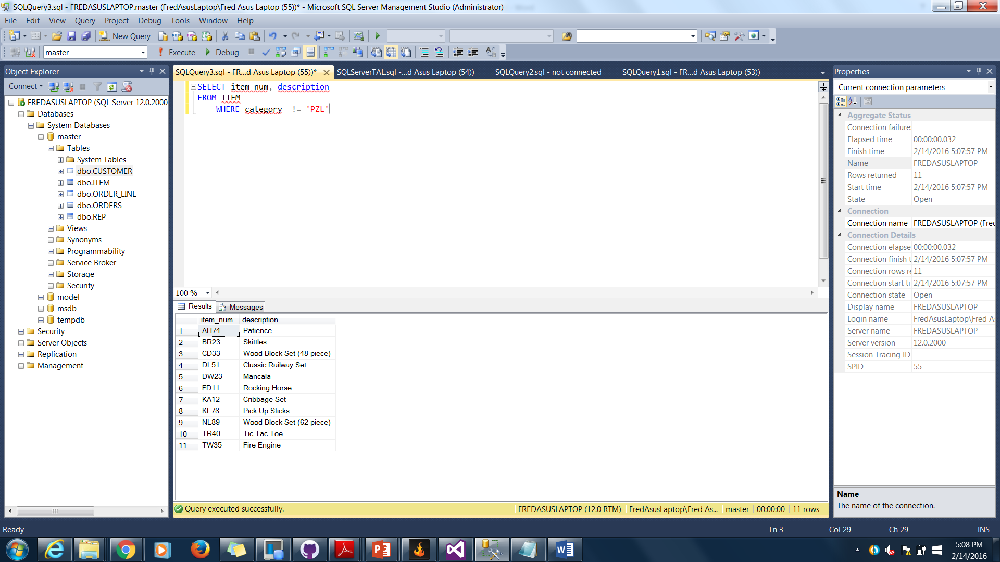 SQLQuery3.sql - FREDASUSLAPTOP.master (FredAsusLaptop\Fred Asus Laptop (55))* - Microsoft SQL Server Management Studio (Administrator)
File Edit View Query Project Debug Tools Window Help
New Query
master Execute Debug
Object Explorer
Connect
FREDASUSLAPTOP (SQL Server 12.0.2000
Databases
System Databases
master
Tables
System Tables
dbo.CUSTOMER
dbo.ITEM
dbo.ORDER_LINE
dbo.ORDERS
dbo.REP
Views
Synonyms
Programmability
Service Broker
Storage
Security
model
msdb
tempdb
Security
Server Objects
Replication
Management
SQLQuery3.sql - FR...d Asus Laptop (55))* SQLServerTAL.sql -...d Asus Laptop (54)) SQLQuery2.sql - not connected SQLQuery1.sql - FR...d Asus Laptop (53))
SELECT item_num, description
FROM ITEM
WHERE category != 'PZL'
100 %
Results Messages
item_num description
1 AH74 Patience
2 BR23 Skittles
3 CD33 Wood Block Set (48 piece)
4 DL51 Classic Railway Set
5 DW23 Mancala
6 FD11 Rocking Horse
7 KA12 Cribbage Set
8 KL78 Pick Up Sticks
9 NL89 Wood Block Set (62 piece)
10 TR40 Tic Tac Toe
11 TW35 Fire Engine
Query executed successfully. FREDASUSLAPTOP (12.0 RTM) FredAsusLaptop\Fred As... master 00:00:00 11 rows
Properties
Current connection parameters
Aggregate Status
Connection failure
Elapsed time 00:00:00.032
Finish time 2/14/2016 5:07:57 PM
Name FREDASUSLAPTOP
Rows returned 11
Start time 2/14/2016 5:07:57 PM
State Open
Connection
Connection name FREDASUSLAPTOP (Fred
Connection Details
Connection elapse 00:00:00.032
Connection finish t 2/14/2016 5:07:57 PM
Connection rows re 11
Connection start ti 2/14/2016 5:07:57 PM
Connection state Open
Display name FREDASUSLAPTOP
Login name FredAsusLaptop\Fred As
Server name FREDASUSLAPTOP
Server version 12.0.2000
Session Tracing ID
SPID 55
Name
The name of the connection.
Ready Ln 3 Col 29 Ch 29 INS
5:08 PM
2/14/2016